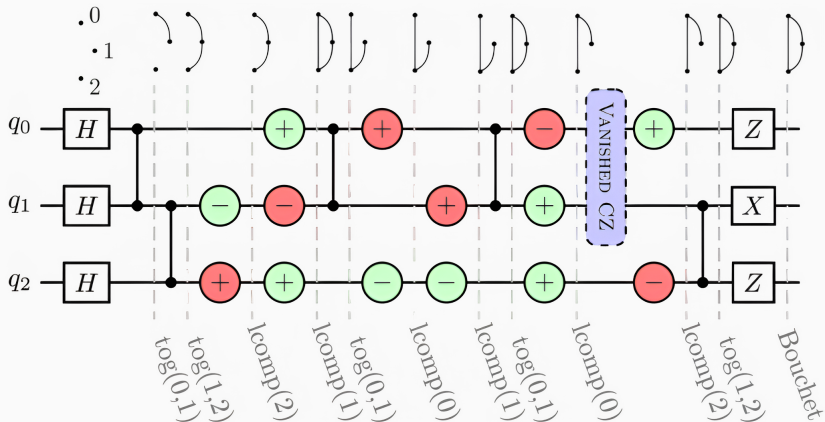 0
1
2
q0 H + + − VANISHED CZ + Z
q1 H − − + + X
q2 H + + − − + − Z
tog(0,1)
tog(1,2)
lcomp(2)
lcomp(1)
tog(0,1)
lcomp(0)
lcomp(1)
tog(0,1)
lcomp(0)
lcomp(2)
tog(1,2)
Bouchet